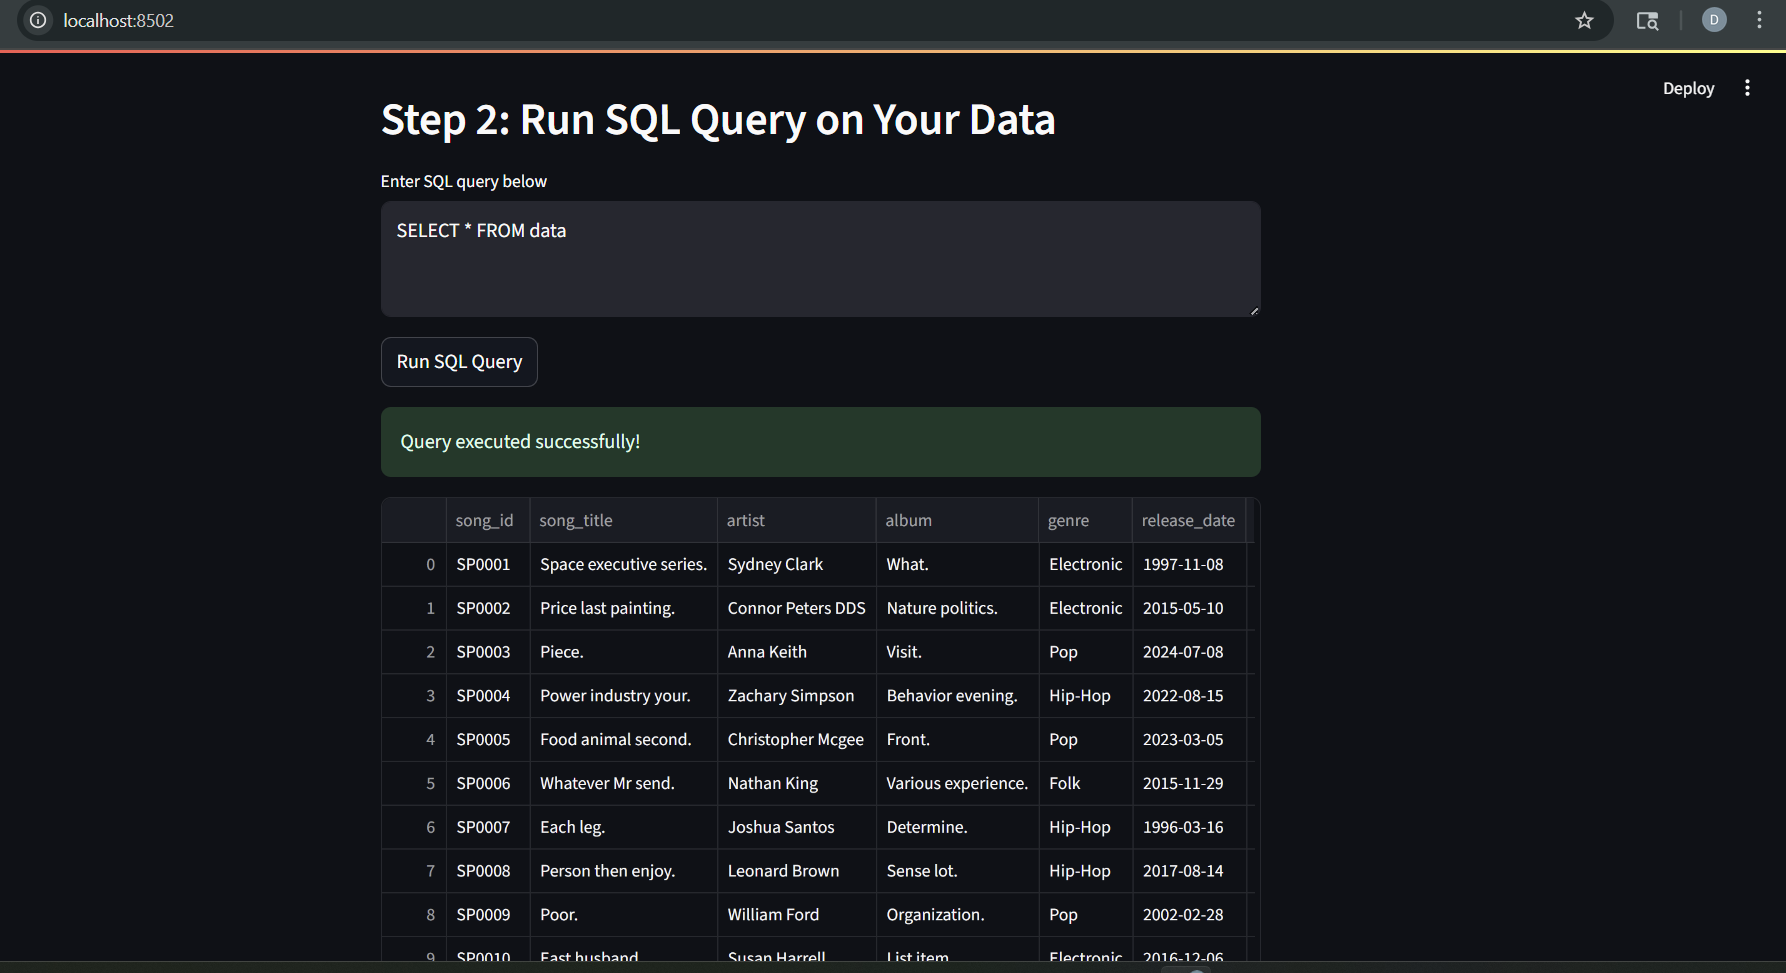 localhost:8502
D
Deploy
Step 2: Run SQL Query on Your Data
Enter SQL query below
SELECT * FROM data
Run SQL Query
Query executed successfully!
song_id song_title artist album genre release_date
0 SP0001 Space executive series. Sydney Clark What. Electronic 1997-11-08
1 SP0002 Price last painting. Connor Peters DDS Nature politics. Electronic 2015-05-10
2 SP0003 Piece. Anna Keith Visit. Pop 2024-07-08
3 SP0004 Power industry your. Zachary Simpson Behavior evening. Hip-Hop 2022-08-15
4 SP0005 Food animal second. Christopher Mcgee Front. Pop 2023-03-05
5 SP0006 Whatever Mr send. Nathan King Various experience. Folk 2015-11-29
6 SP0007 Each leg. Joshua Santos Determine. Hip-Hop 1996-03-16
7 SP0008 Person then enjoy. Leonard Brown Sense lot. Hip-Hop 2017-08-14
8 SP0009 Poor. William Ford Organization. Pop 2002-02-28
9 SP0010 East husband Susan Harrell List item Electronic 2016-12-06